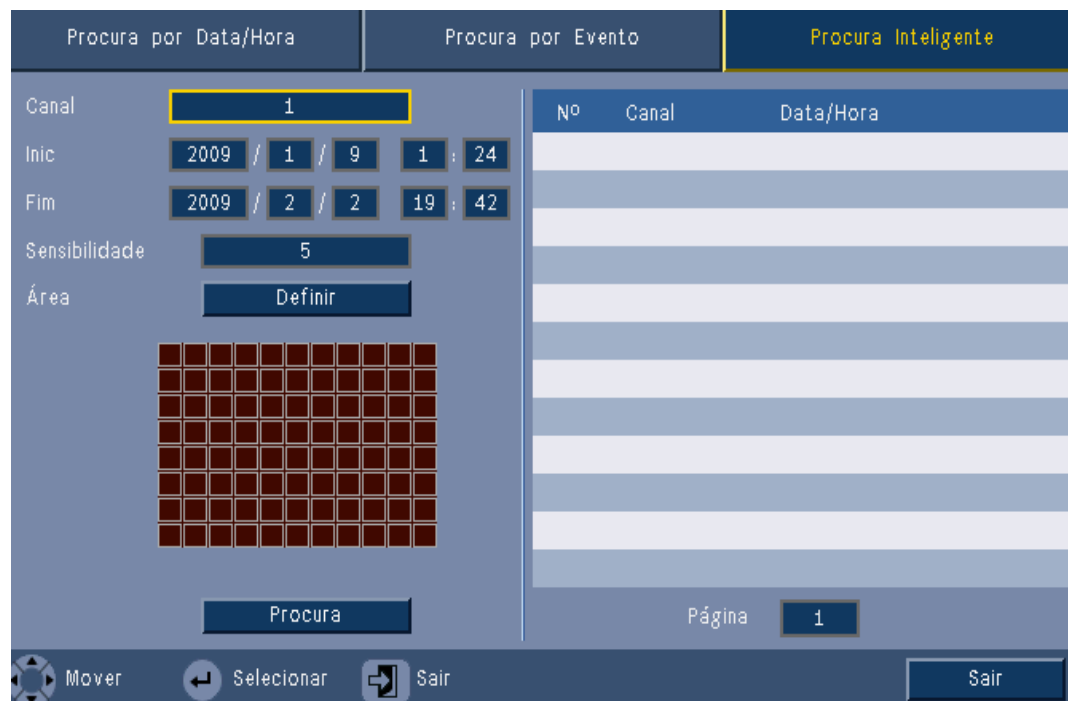 Procura por Data/Hora Procura por Evento Procura Inteligente
Canal 1
Inic 2009 / 1 / 9 1 : 24
Fim 2009 / 2 / 2 19 : 42
Sensibilidade 5
Área Definir
Procura
Nº Canal Data/Hora
Página 1
Mover Selecionar Sair Sair